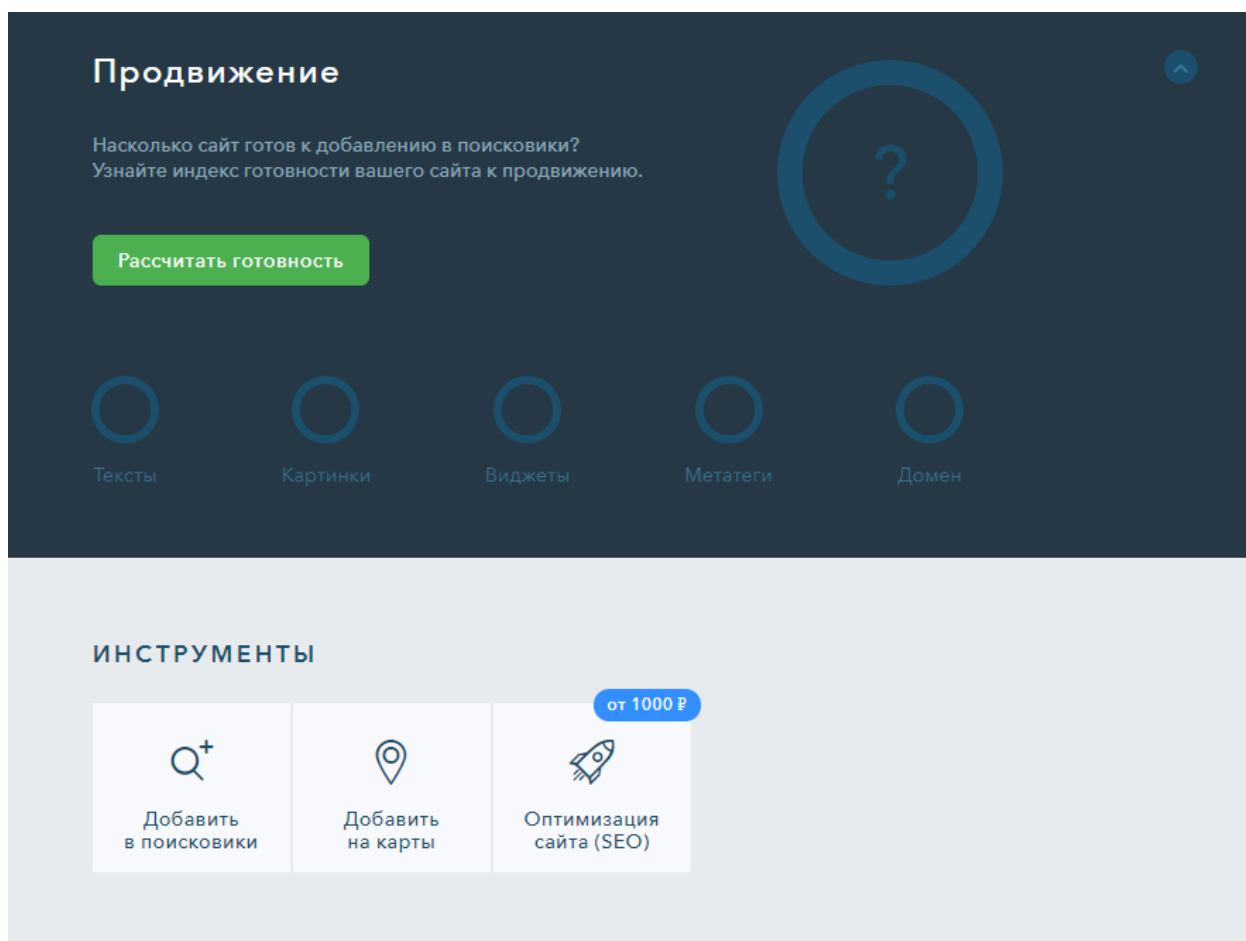 Продвижение
Насколько сайт готов к добавлению в поисковики?
Узнайте индекс готовности вашего сайта к продвижению.
?
Рассчитать готовность
Тексты
Картинки
Виджеты
Метатеги
Домен
ИНСТРУМЕНТЫ
от 1000 ₽
Добавить
в поисковики
Добавить
на карты
Оптимизация
сайта (SEO)